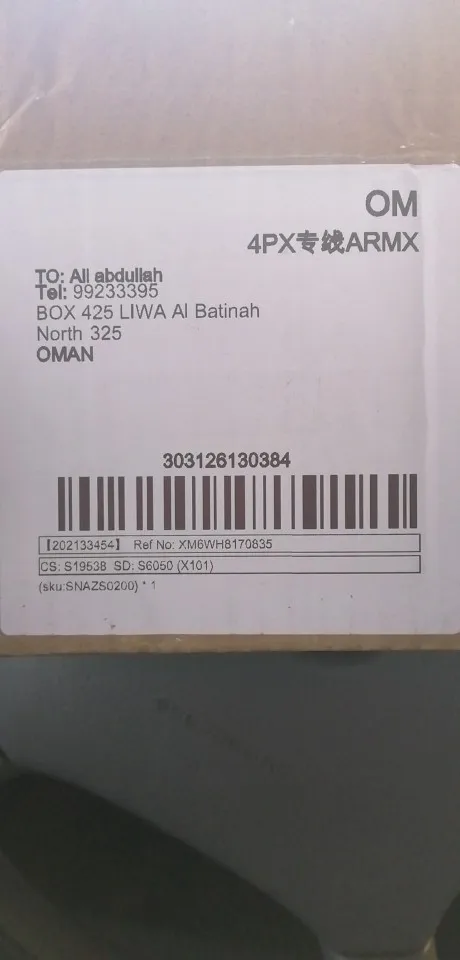 OM
4PX专线ARMX
TO: Ali abdullah
Tel: 99233395
BOX 425 LIWA Al Batinah
North 325
OMAN
303126130384
【202133454】 Ref No: XM6WH8170835
CS: S19538 SD: S6050 (X101)
(sku:SNAZS0200) * 1